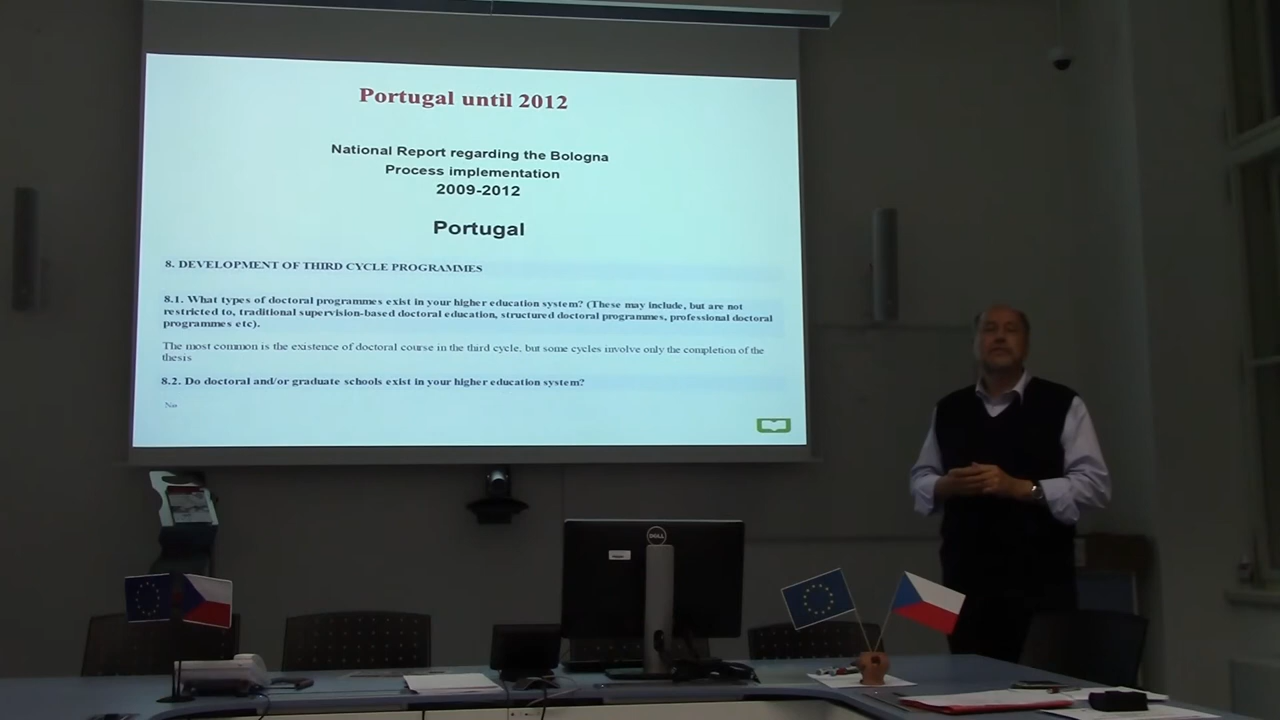 Portugal until 2012
National Report regarding the Bologna
Process implementation
2009-2012
Portugal
8. DEVELOPMENT OF THIRD CYCLE PROGRAMMES
8.1. What types of doctoral programmes exist in your higher education system? (These may include, but are not
restricted to, traditional supervision-based doctoral education, structured doctoral programmes, professional doctoral
programmes etc).
The most common is the existence of doctoral course in the third cycle, but some cycles involve only the completion of the
thesis
8.2. Do doctoral and/or graduate schools exist in your higher education system?
No
DELL